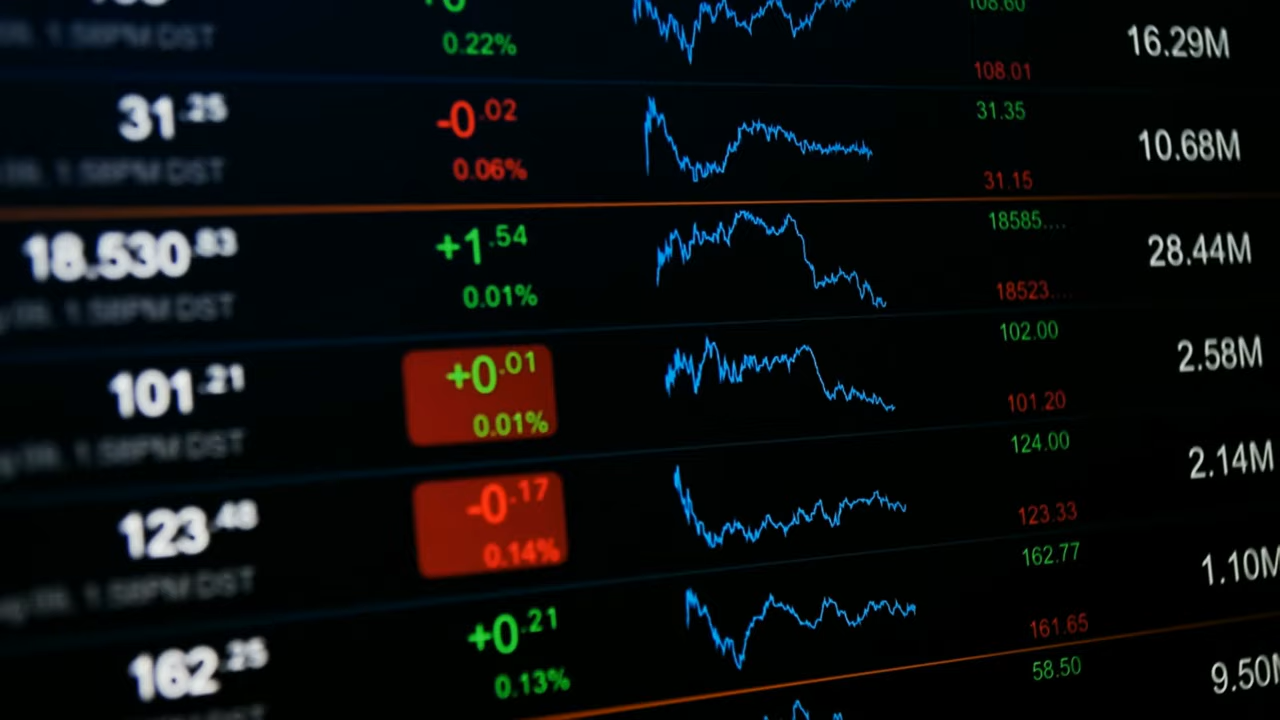 108.60
0.22% 16.29M
108.01
31.25 -0.02 31.35
0.06% 10.68M
31.15
18.530.83 +1.54 18585....
0.01% 28.44M
18523....
101.21 +0.01 102.00
0.01% 2.58M
101.20
123.48 -0.17 124.00
0.14% 2.14M
123.33
162.25 +0.21 162.77
0.13% 1.10M
161.65
58.50
9.50M